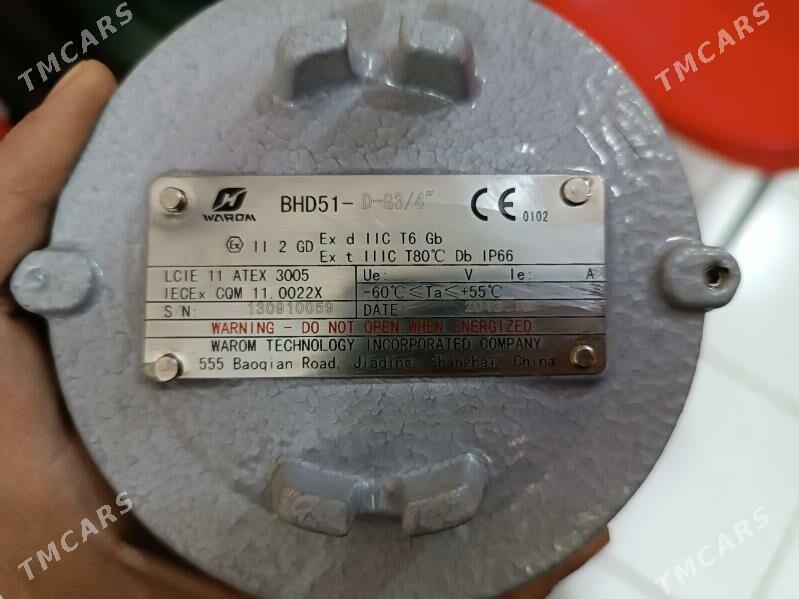 TMCARS
TMCARS
WAROM
BHD51- D-G3/4"
CE 0102
Ex II 2 GD
Ex d IIC T6 Gb
Ex t IIIC T80℃ Db IP66
LCIE 11 ATEX 3005
Ue: V Ie: A
IECEx CQM 11.0022X
-60℃≤Ta≤+55℃
S/N: 130910059
DATE:
WARNING - DO NOT OPEN WHEN ENERGIZED
WAROM TECHNOLOGY INCORPORATED COMPANY
555 Baoqian Road, Jiading, Shanghai, China
TMCARS
TMCARS